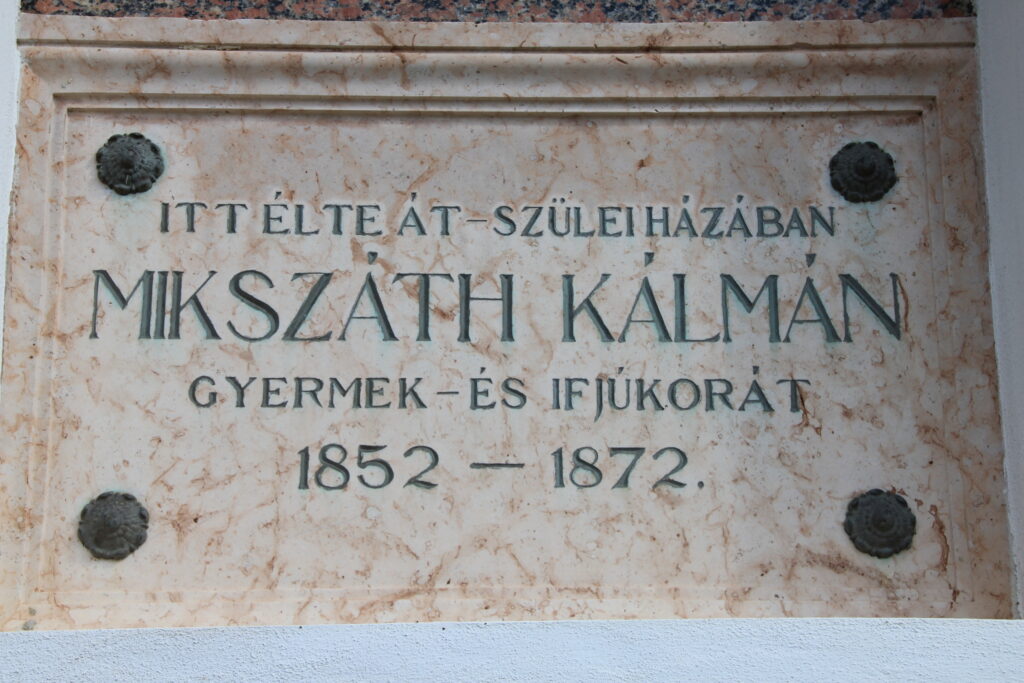 ITT ÉLTE ÁT-SZÜLEI HÁZÁBAN
MIKSZÁTH KÁLMÁN
GYERMEK-ÉS IFJÚKORÁT
1852 — 1872.